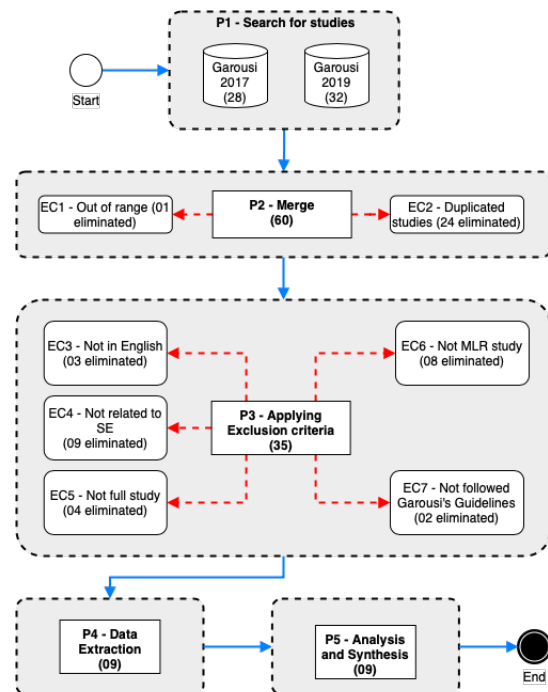 P1 - Search for studies
Garousi
2017
(28)
Garousi
2019
(32)
Start
EC1 - Out of range (01
eliminated)
P2 - Merge
(60)
EC2 - Duplicated
studies (24 eliminated)
EC3 - Not in English
(03 eliminated)
EC6 - Not MLR study
(08 eliminated)
EC4 - Not related to
SE
(09 eliminated)
P3 - Applying
Exclusion criteria
(35)
EC5 - Not full study
(04 eliminated)
EC7 - Not followed
Garousi's Guidelines
(02 eliminated)
P4 - Data
Extraction
(09)
P5 - Analysis
and Synthesis
(09)
End